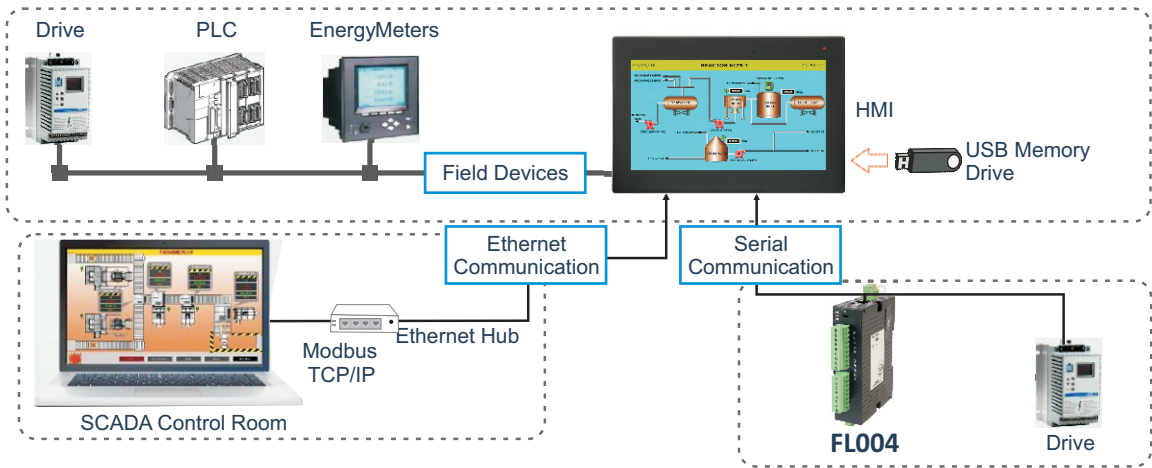 Drive
PLC
EnergyMeters
HMI
USB Memory
Drive
Field Devices
Ethernet
Communication
Serial
Communication
Ethernet Hub
Modbus
TCP/IP
SCADA Control Room
FL004
Drive